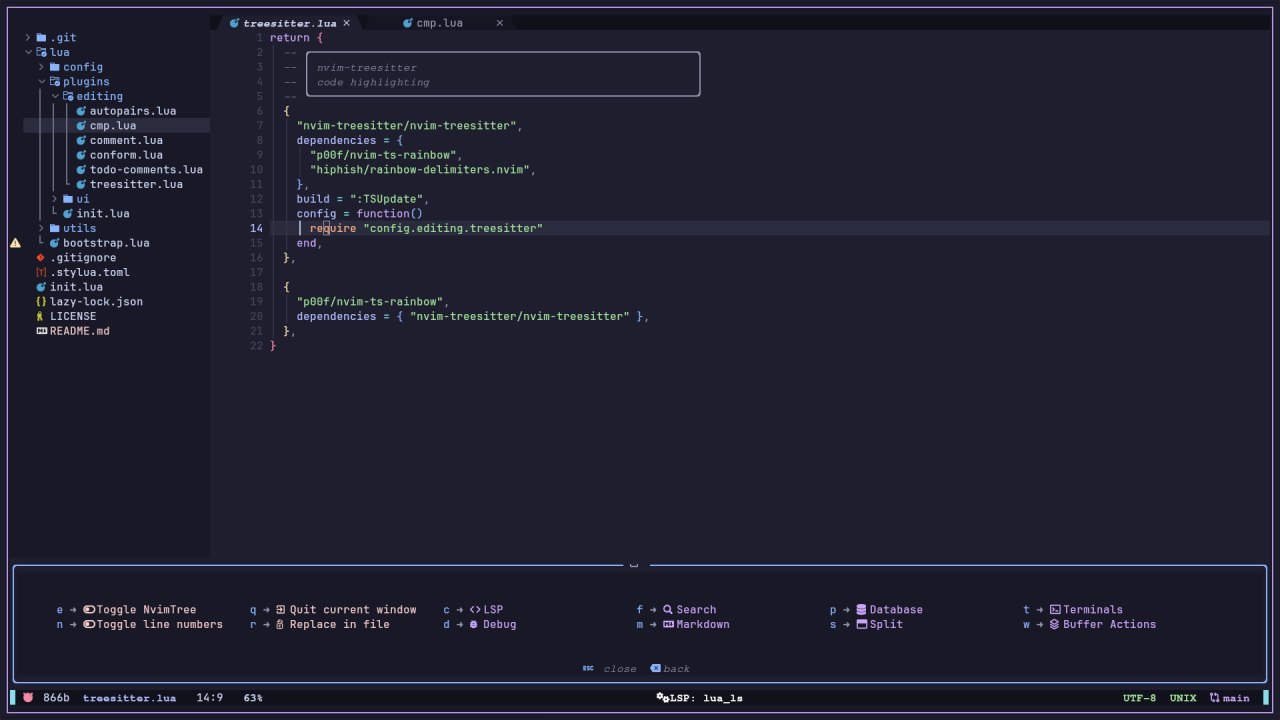 treesitter.lua ×
cmp.lua ×
.git
lua
config
plugins
editing
autopairs.lua
cmp.lua
comment.lua
conform.lua
todo-comments.lua
treesitter.lua
ui
init.lua
utils
bootstrap.lua
.gitignore
.stylua.toml
init.lua
lazy-lock.json
LICENSE
README.md
1 return {
2 --
3 -- nvim-treesitter
4 -- code highlighting
5 --
6 {
7 "nvim-treesitter/nvim-treesitter",
8 dependencies = {
9 "p00f/nvim-ts-rainbow",
10 "hiphish/rainbow-delimiters.nvim",
11 },
12 build = ":TSUpdate",
13 config = function()
14 require "config.editing.treesitter"
15 end,
16 },
17
18 {
19 "p00f/nvim-ts-rainbow",
20 dependencies = { "nvim-treesitter/nvim-treesitter" },
21 },
22 }
e → Toggle NvimTree
n → Toggle line numbers
q → Quit current window
r → Replace in file
c → LSP
d → Debug
f → Search
m → Markdown
p → Database
s → Split
t → Terminals
w → Buffer Actions
ESC close back
866b treesitter.lua 14:9 63% LSP: lua_ls UTF-8 UNIX main